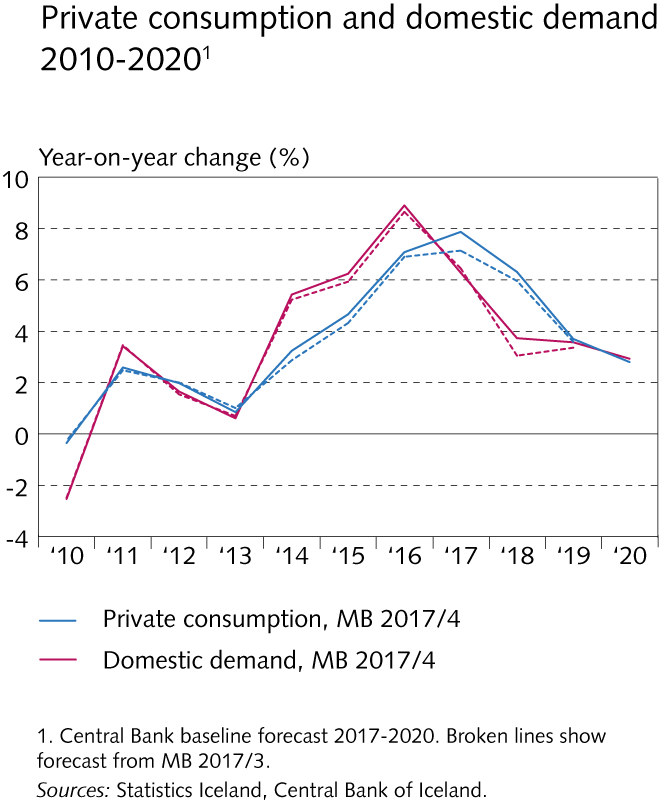 Private consumption and domestic demand
2010-2020¹
Year-on-year change (%)
10
8
6
4
2
0
-2
-4
‘10 ‘11 ‘12 ‘13 ‘14 ‘15 ‘16 ‘17 ‘18 ‘19 ‘20
Private consumption, MB 2017/4
Domestic demand, MB 2017/4
1. Central Bank baseline forecast 2017-2020. Broken lines show
forecast from MB 2017/3.
Sources: Statistics Iceland, Central Bank of Iceland.